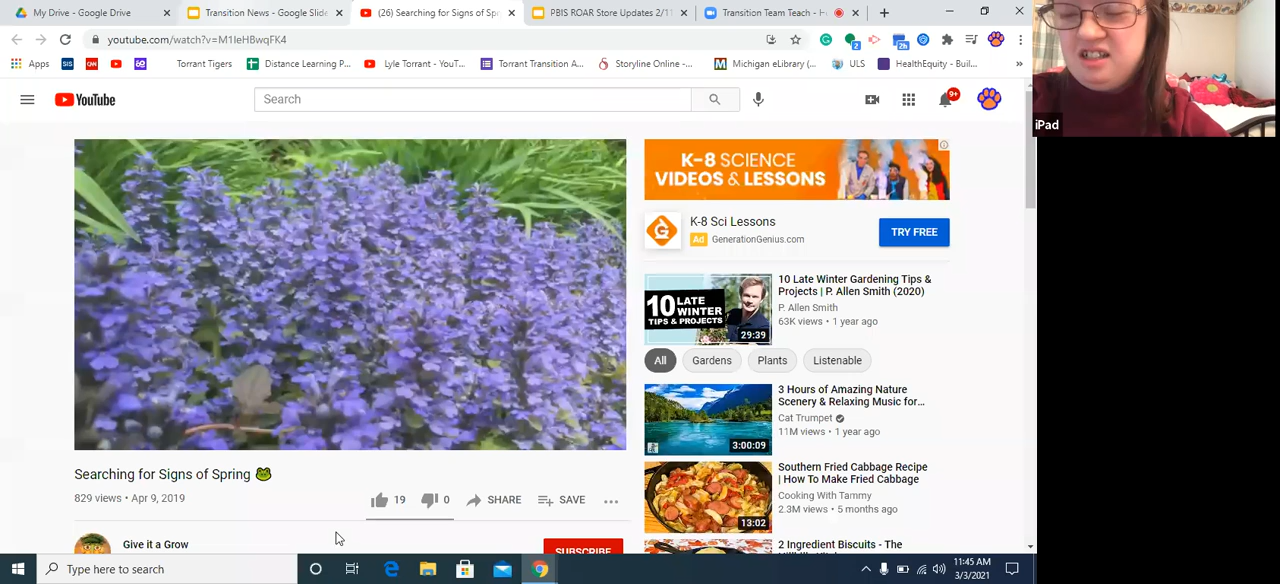 My Drive - Google Drive
Transition News - Google Slide
(26) Searching for Signs of Spr
PBIS ROAR Store Updates 2/11
Transition Team Teach - H
youtube.com/watch?v=M1IeHBwqFK4
2
2h
Apps
SIS
Torrant Tigers
Distance Learning P...
Lyle Torrant - YouT...
Torrant Transition A...
Storyline Online -...
Michigan eLibrary (...
ULS
HealthEquity - Buil...
»
YouTube
Search
9+
iPad
K-8 SCIENCE
VIDEOS & LESSONS
K-8 Sci Lessons
Ad GenerationGenius.com
TRY FREE
10 LATE
WINTER
TIPS & PROJECTS
29:39
10 Late Winter Gardening Tips &
Projects | P. Allen Smith (2020)
P. Allen Smith
63K views • 1 year ago
All
Gardens
Plants
Listenable
3:00:09
3 Hours of Amazing Nature
Scenery & Relaxing Music for...
Cat Trumpet
11M views • 1 year ago
13:02
Southern Fried Cabbage Recipe
| How To Make Fried Cabbage
Cooking With Tammy
2.3M views • 5 months ago
2 Ingredient Biscuits - The
Searching for Signs of Spring 🐸
829 views • Apr 9, 2019
19
0
SHARE
SAVE
...
Give it a Grow
SUBSCRIBE
Type here to search
11:45 AM
3/3/2021